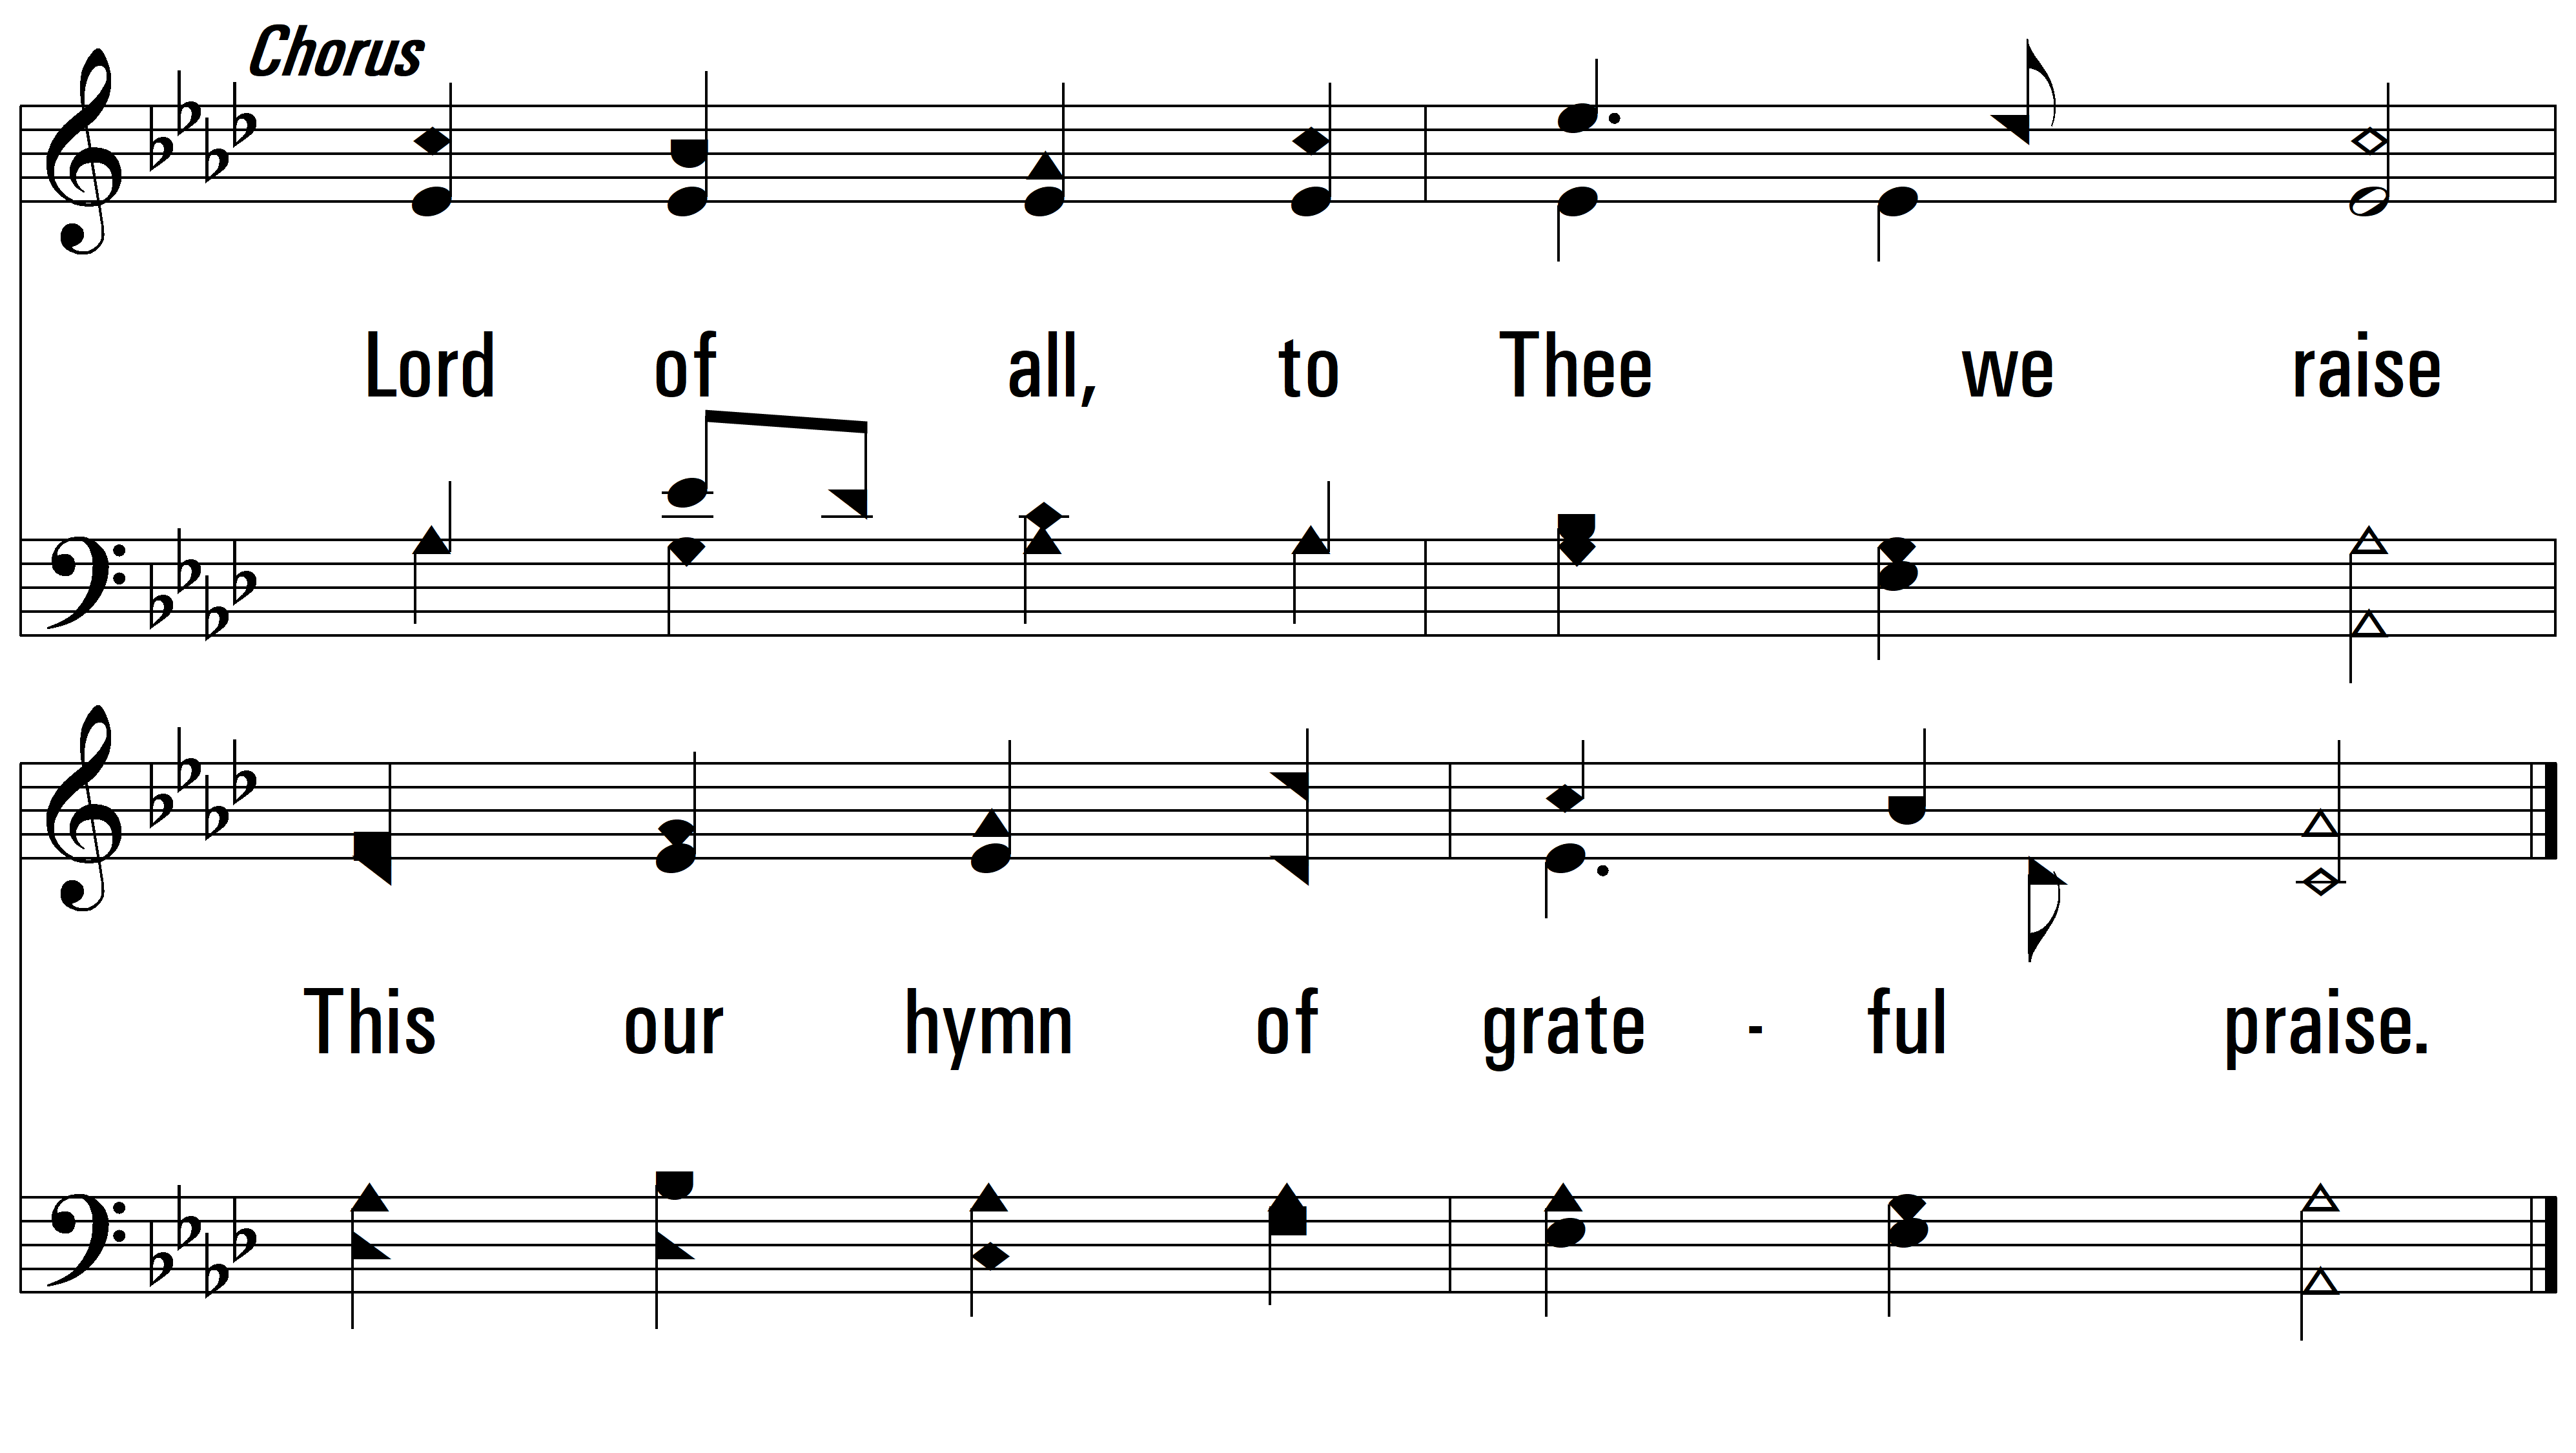 Chorus
Lord of all, to Thee we raise
This our hymn of grate - ful praise.